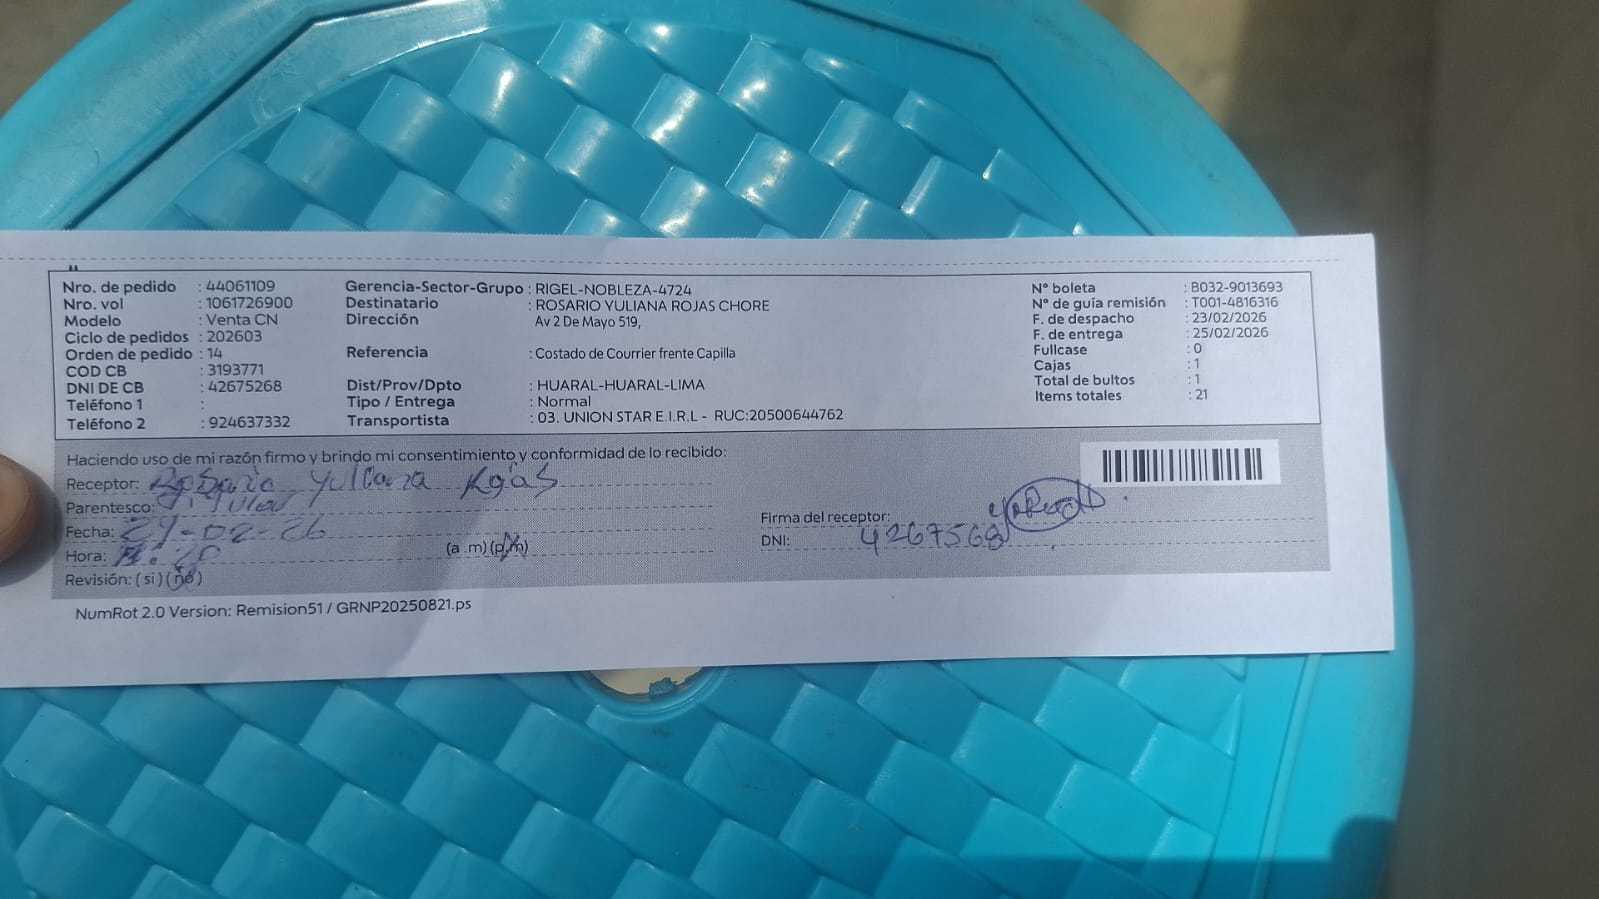 Nro. de pedido : 44061109
Nro. vol : 1061726900
Modelo : Venta CN
Ciclo de pedidos : 202603
Orden de pedido : 14
COD CB : 3193771
DNI DE CB : 42675268
Teléfono 1 :
Teléfono 2 : 924637332
Gerencia-Sector-Grupo : RIGEL-NOBLEZA-4724
Destinatario : ROSARIO YULIANA ROJAS CHORE
Dirección Av 2 De Mayo 519,
Referencia : Costado de Courrier frente Capilla
Dist/Prov/Dpto : HUARAL-HUARAL-LIMA
Tipo / Entrega : Normal
Transportista : 03. UNION STAR E.I.R.L - RUC:20500644762
N° boleta : B032-9013693
N° de guía remisión : T001-4816316
F. de despacho : 23/02/2026
F. de entrega : 25/02/2026
Fullcase : 0
Cajas : 1
Total de bultos : 1
Items totales : 21
Haciendo uso de mi razón firmo y brindo mi consentimiento y conformidad de lo recibido:
Receptor: Rosario Yuliana Rojas
Parentesco: Titular
Fecha: 24-02-26
Hora: (a .m) (p.m)
Revisión: ( si ) ( no )
Firma del receptor:
DNI: 42675268
NumRot 2.0 Version: Remision51 / GRNP20250821.ps